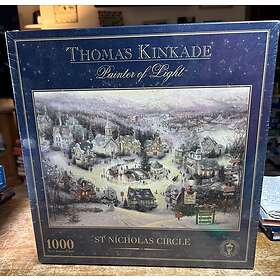 THOMAS KINKADE
Painter of Light
1000
ST NICHOLAS CIRCLE